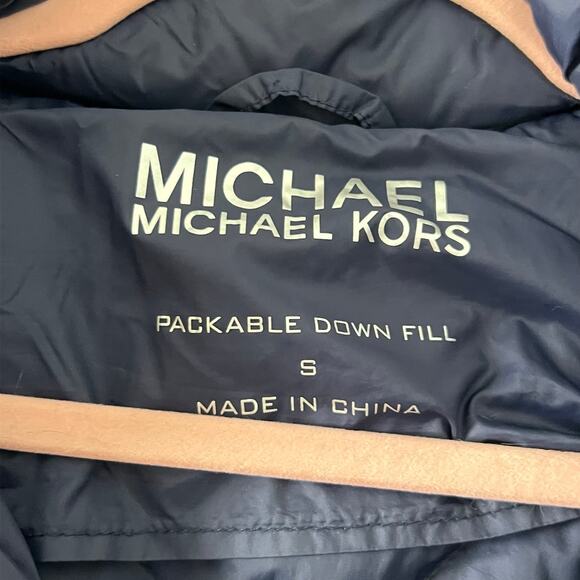 MICHAEL
MICHAEL KORS
PACKABLE DOWN FILL
S
MADE IN CHINA